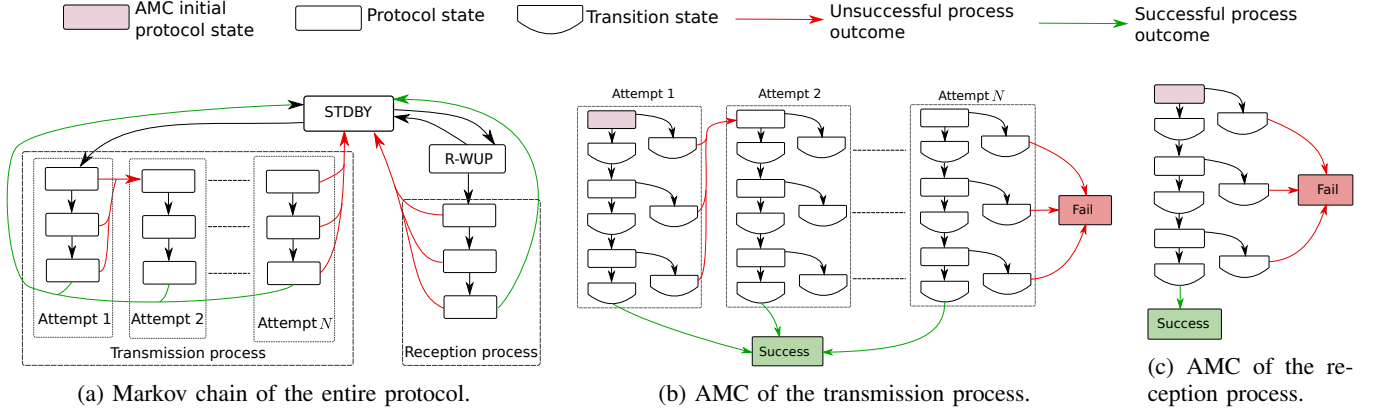 AMC initial
protocol state
Protocol state
Transition state
Unsuccessful process
outcome
Successful process
outcome
STDBY
R-WUP
Attempt 1
Attempt 2
Attempt N
Transmission process
Reception process
(a) Markov chain of the entire protocol.
Attempt 1
Attempt 2
Attempt N
Fail
Success
(b) AMC of the transmission process.
Fail
Success
(c) AMC of the re-
ception process.